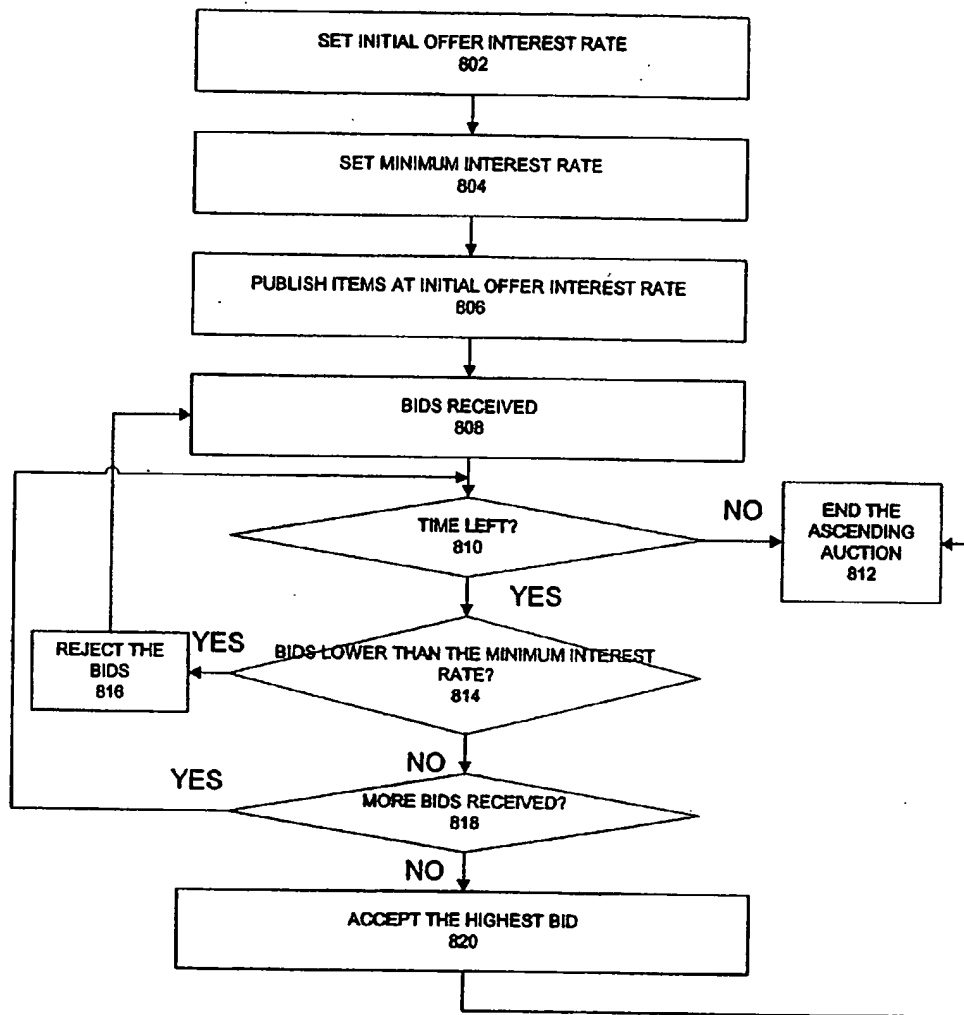 SET INITIAL OFFER INTEREST RATE
802
SET MINIMUM INTEREST RATE
804
PUBLISH ITEMS AT INITIAL OFFER INTEREST RATE
806
BIDS RECEIVED
808
TIME LEFT?
810
NO
END THE
ASCENDING
AUCTION
812
YES
BIDS LOWER THAN THE MINIMUM INTEREST
RATE?
814
YES
REJECT THE
BIDS
816
NO
YES
MORE BIDS RECEIVED?
818
NO
ACCEPT THE HIGHEST BID
820